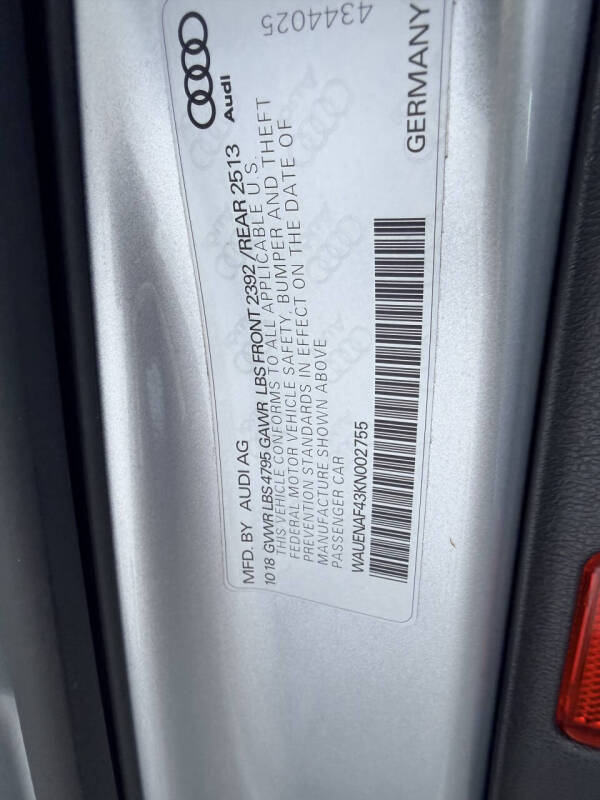 Audi
4344025
MFD. BY AUDI AG
10 18 GVWR LBS 4795 GAWR LBS FRONT 2392 / REAR 2513
THIS VEHICLE CONFORMS TO ALL APPLICABLE U.S.
FEDERAL MOTOR VEHICLE SAFETY, BUMPER AND THEFT
PREVENTION STANDARDS IN EFFECT ON THE DATE OF
MANUFACTURE SHOWN ABOVE
PASSENGER CAR
WAUENAF43KN002755
GERMANY